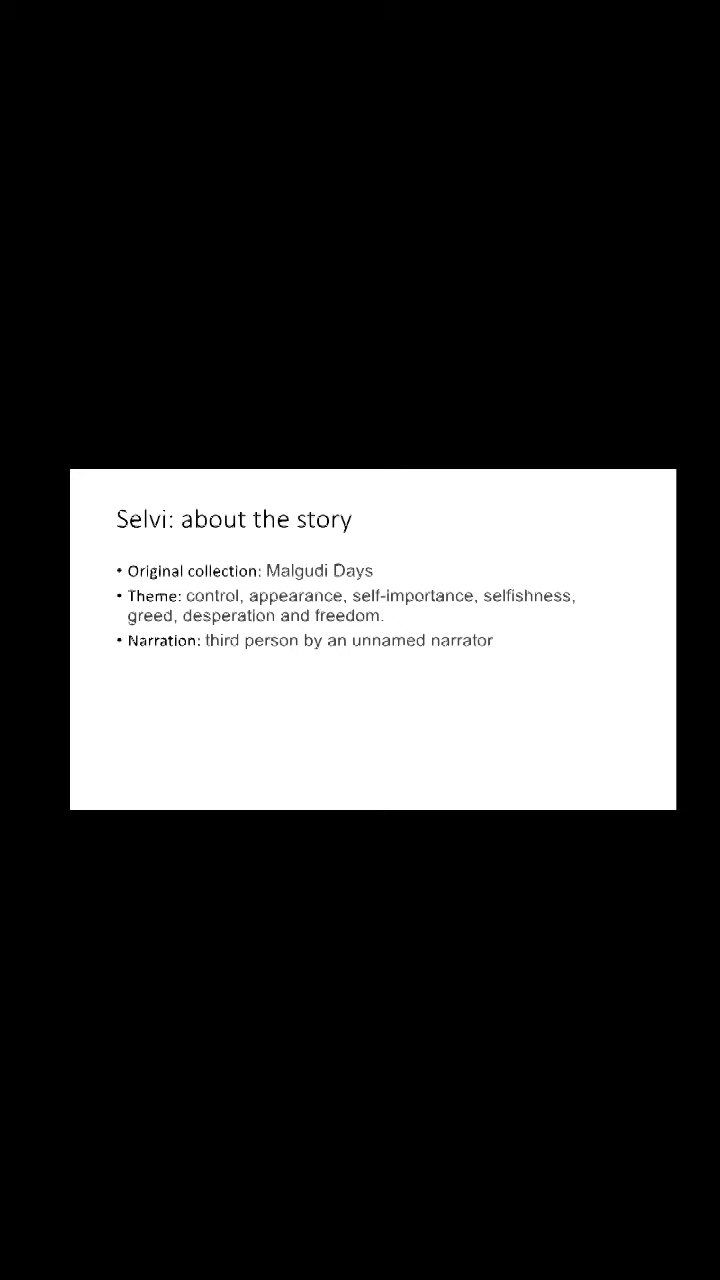 Selvi: about the story
• Original collection: Malgudi Days
• Theme: control, appearance, self-importance, selfishness,
greed, desperation and freedom.
• Narration: third person by an unnamed narrator